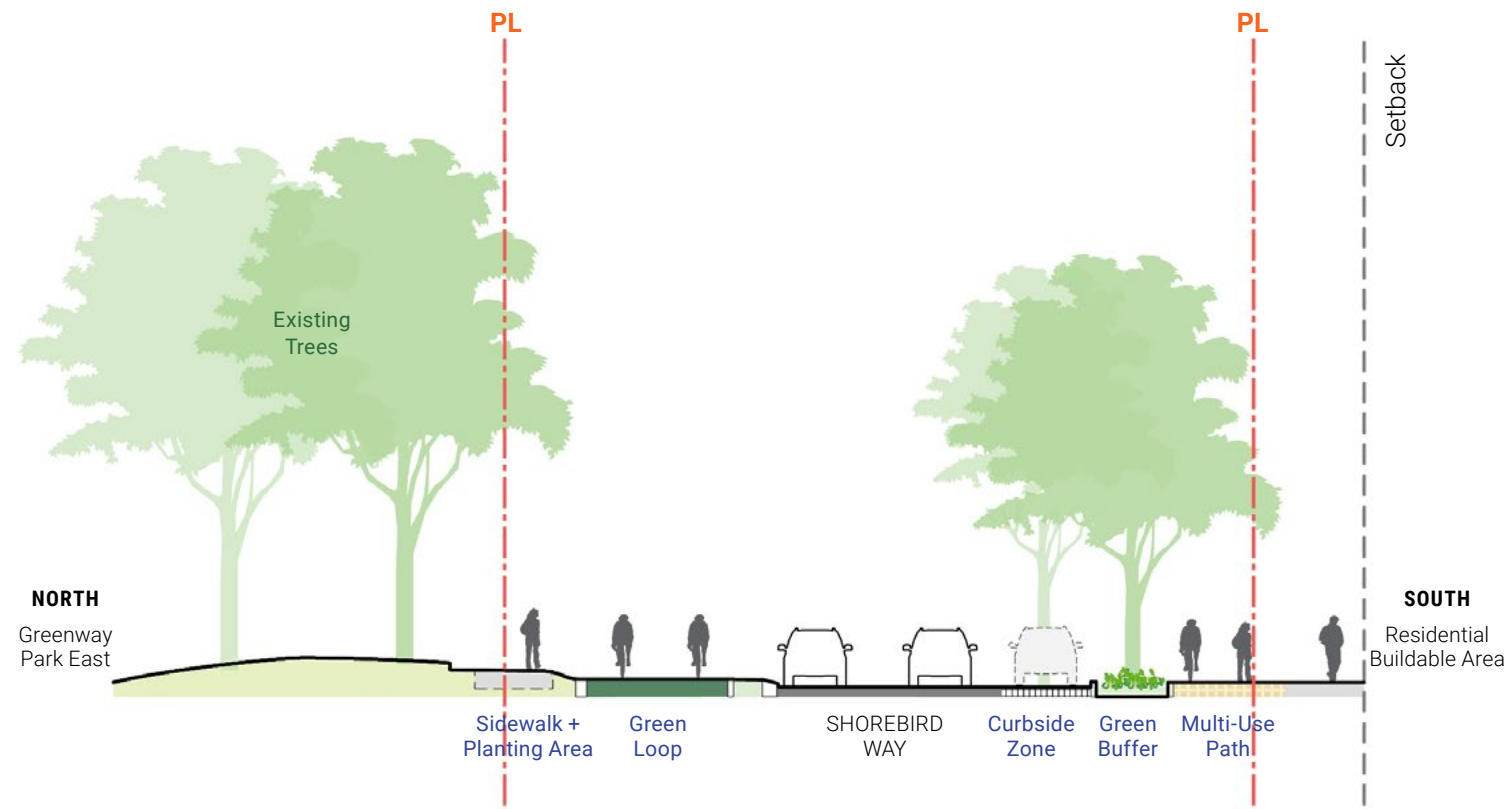 PL
PL
Setback
Existing
Trees
NORTH
Greenway
Park East
SOUTH
Residential
Buildable Area
Sidewalk +
Planting Area
Green
Loop
SHOREBIRD
WAY
Curbside
Zone
Green
Buffer
Multi-Use
Path